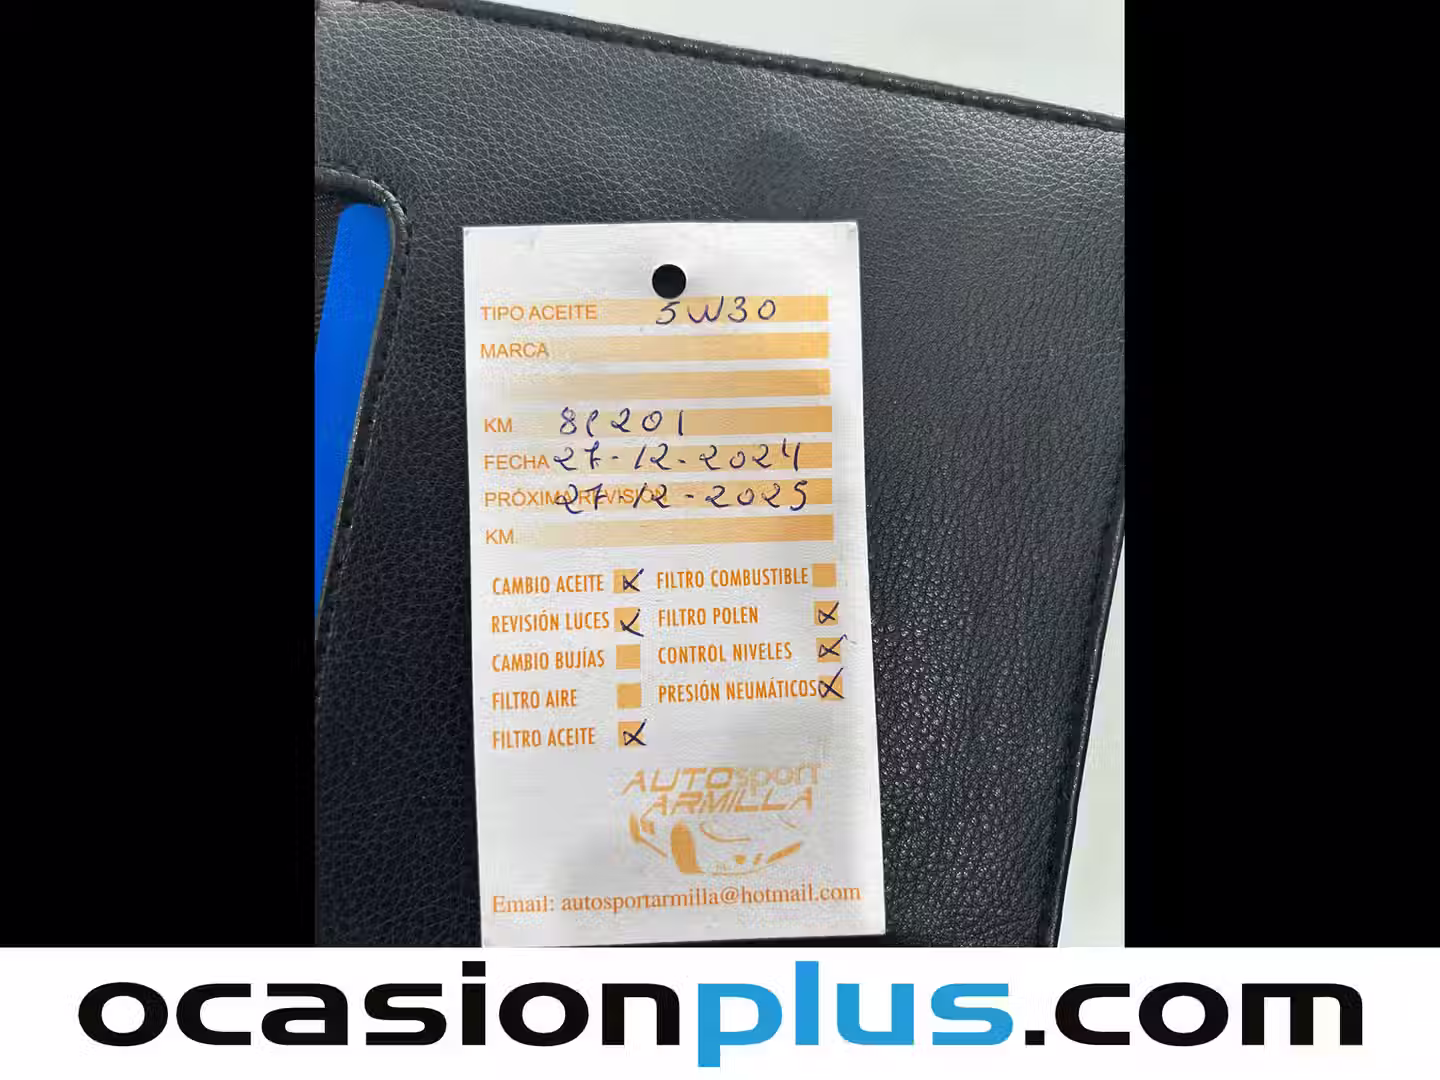 TIPO ACEITE 5W30
MARCA
KM 89201
FECHA 27-12-2024
PRÓXIMA REVISIÓN 27-12-2025
KM.
CAMBIO ACEITE FILTRO COMBUSTIBLE
REVISIÓN LUCES FILTRO POLEN
CAMBIO BUJÍAS CONTROL NIVELES
FILTRO AIRE PRESIÓN NEUMÁTICOS
FILTRO ACEITE
AUTOsport
ARMILLA
Email: autosportarmilla@hotmail.com
ocasionplus.com